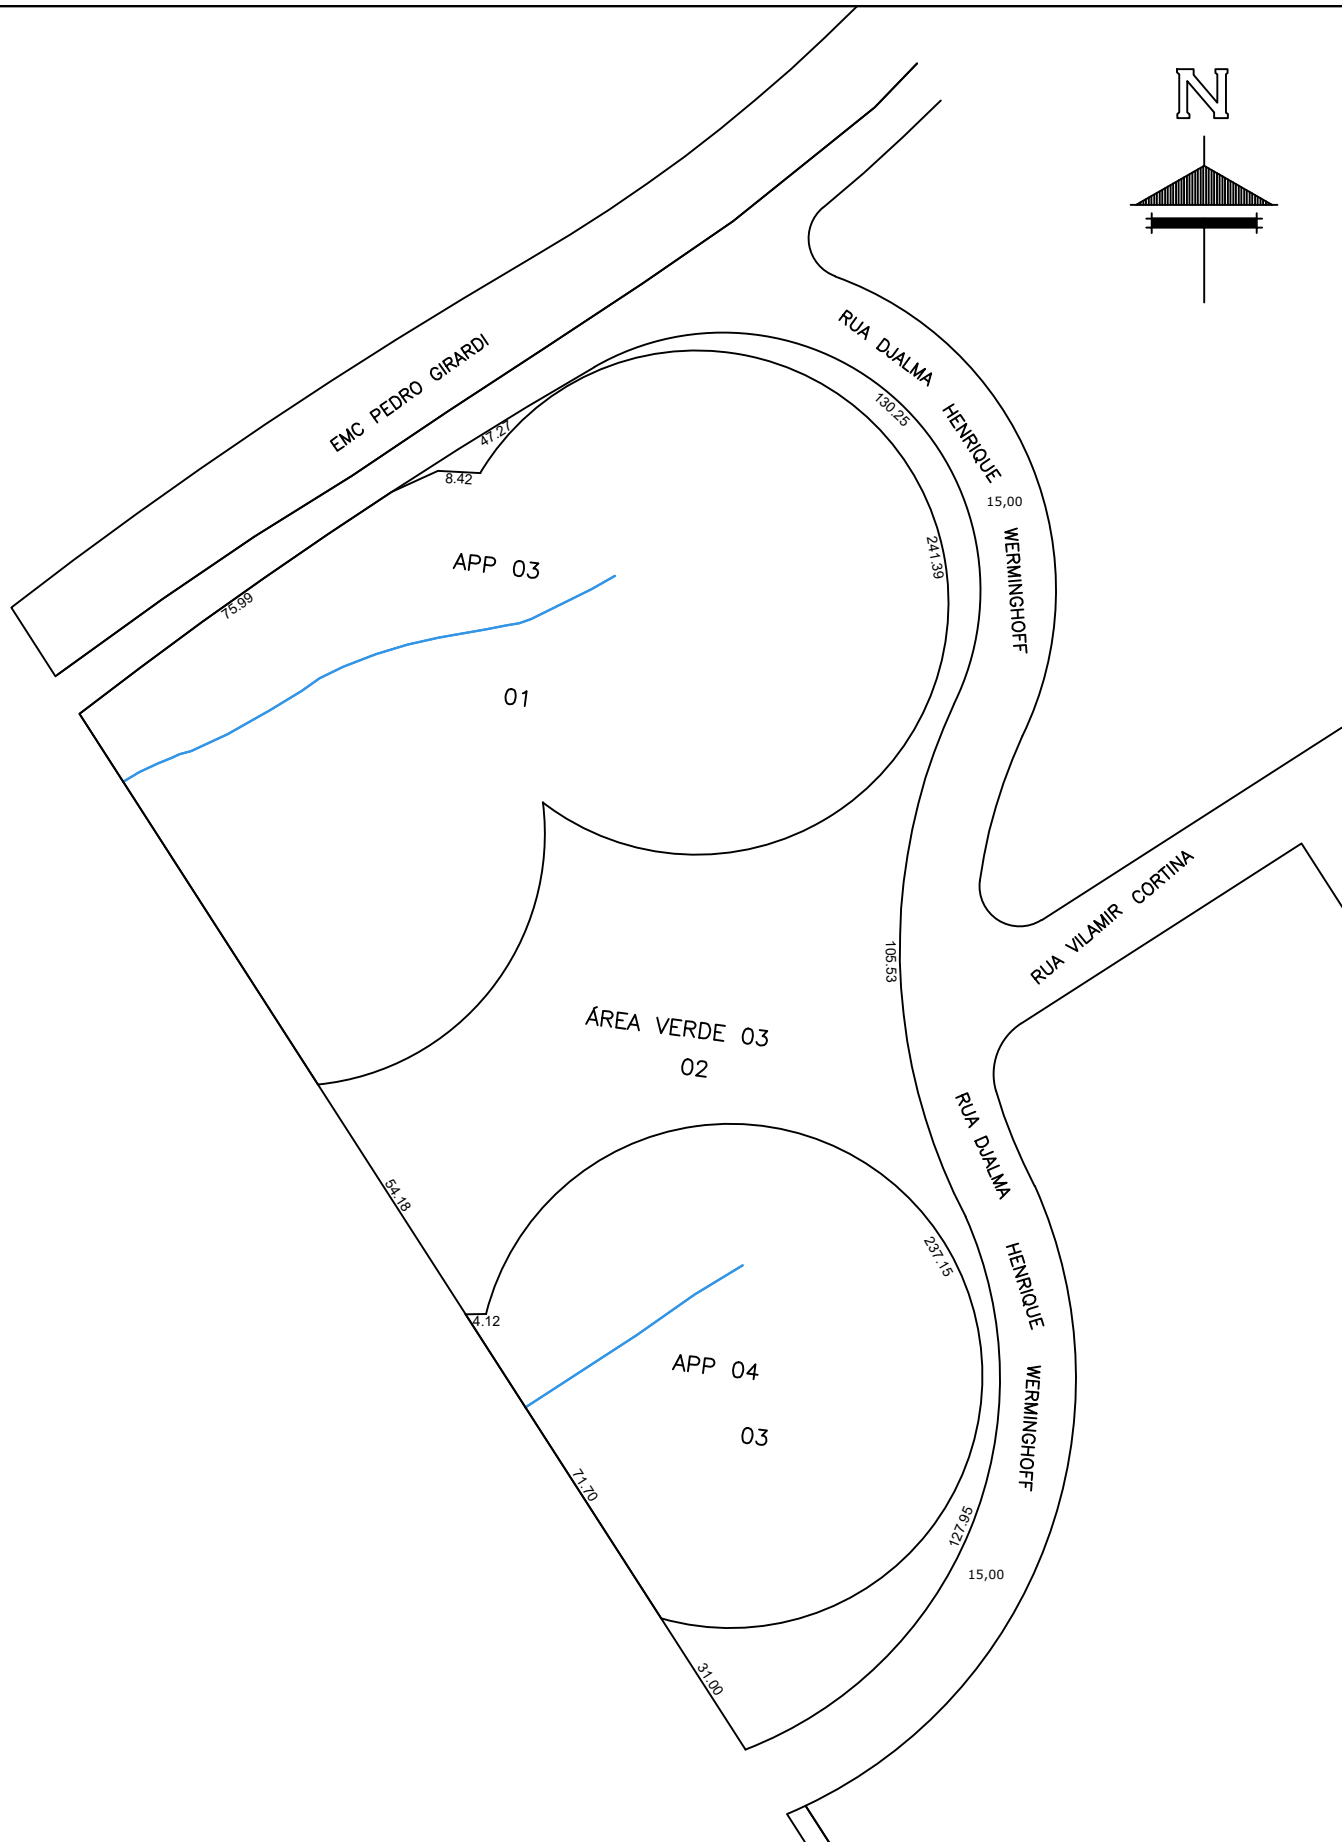 N
EMC PEDRO GIRARDI
RUA DJALMA HENRIQUE WERMINGHOFF
130.25
47.27
8.42
15,00
241.39
APP 03
75.99
01
RUA VILAMIR CORTINA
105.53
ÁREA VERDE 03
02
RUA DJALMA HENRIQUE WERMINGHOFF
54.18
237.15
4.12
APP 04
03
71.70
127.95
15,00
31.00